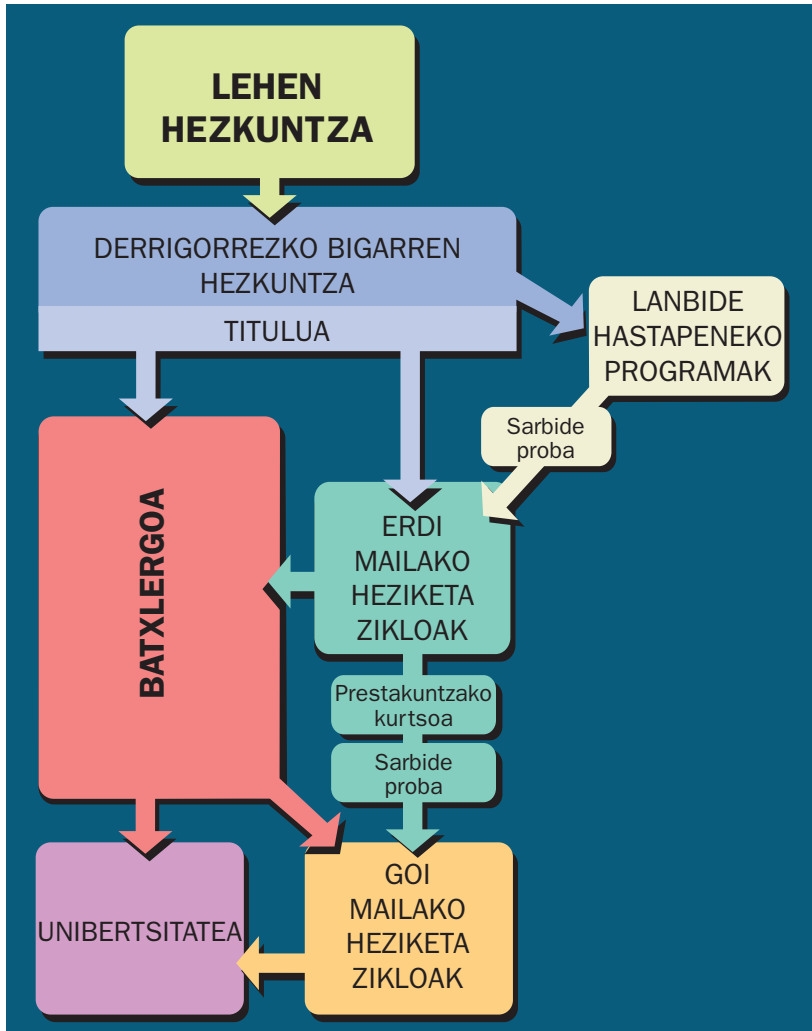 LEHEN
HEZKUNTZA
DERRIGORREZKO BIGARREN
HEZKUNTZA
TITULUA
LANBIDE
HASTAPENEKO
PROGRAMAK
Sarbide
proba
BATXLERGOA
ERDI
MAILAKO
HEZIKETA
ZIKLOAK
Prestakuntzako
kurtsoa
Sarbide
proba
UNIBERTSITATEA
GOI
MAILAKO
HEZIKETA
ZIKLOAK